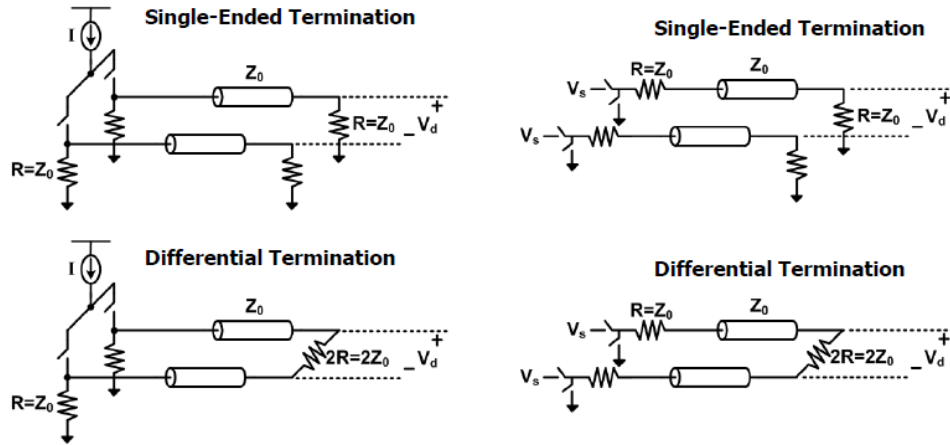 Single-Ended Termination
I
Z0
R=Z0
+
_ Vd
R=Z0
Single-Ended Termination
R=Z0
Z0
Vs
+
R=Z0
_ Vd
Vs
Differential Termination
I
Z0
+
2R=2Z0
_ Vd
R=Z0
Differential Termination
R=Z0
Z0
Vs
+
2R=2Z0
_ Vd
Vs